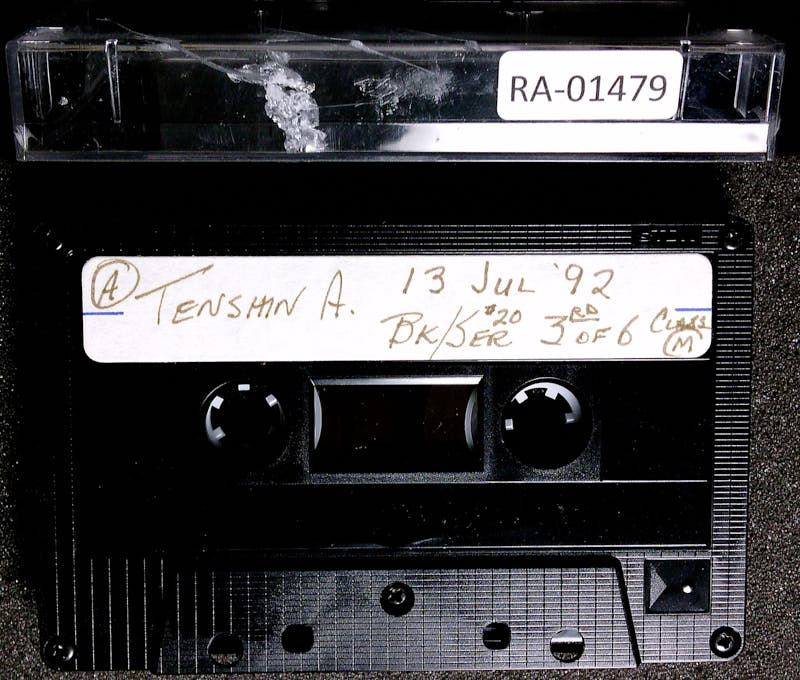 RA-01479
A TENSHIN A. 13 JUL '92
BK/SER #20 3RD OF 6 CLASS
M